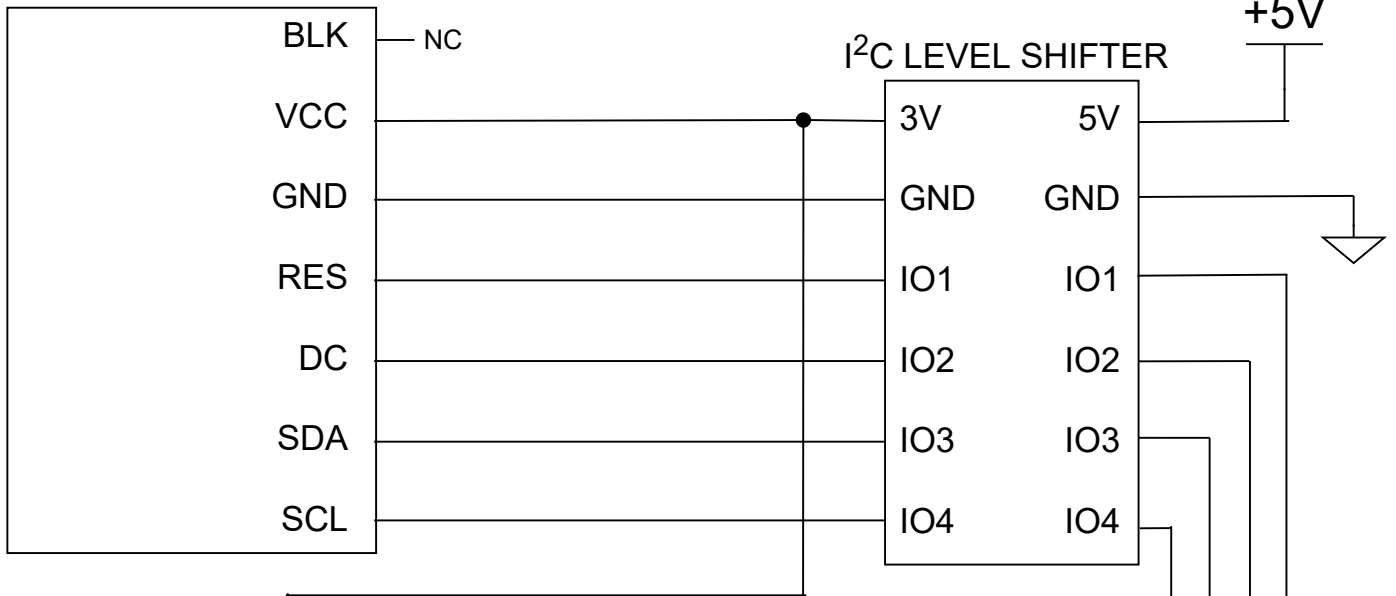 BLK
NC
VCC
GND
RES
DC
SDA
SCL
I²C LEVEL SHIFTER
3V
5V
GND
GND
IO1
IO1
IO2
IO2
IO3
IO3
IO4
IO4
+5V